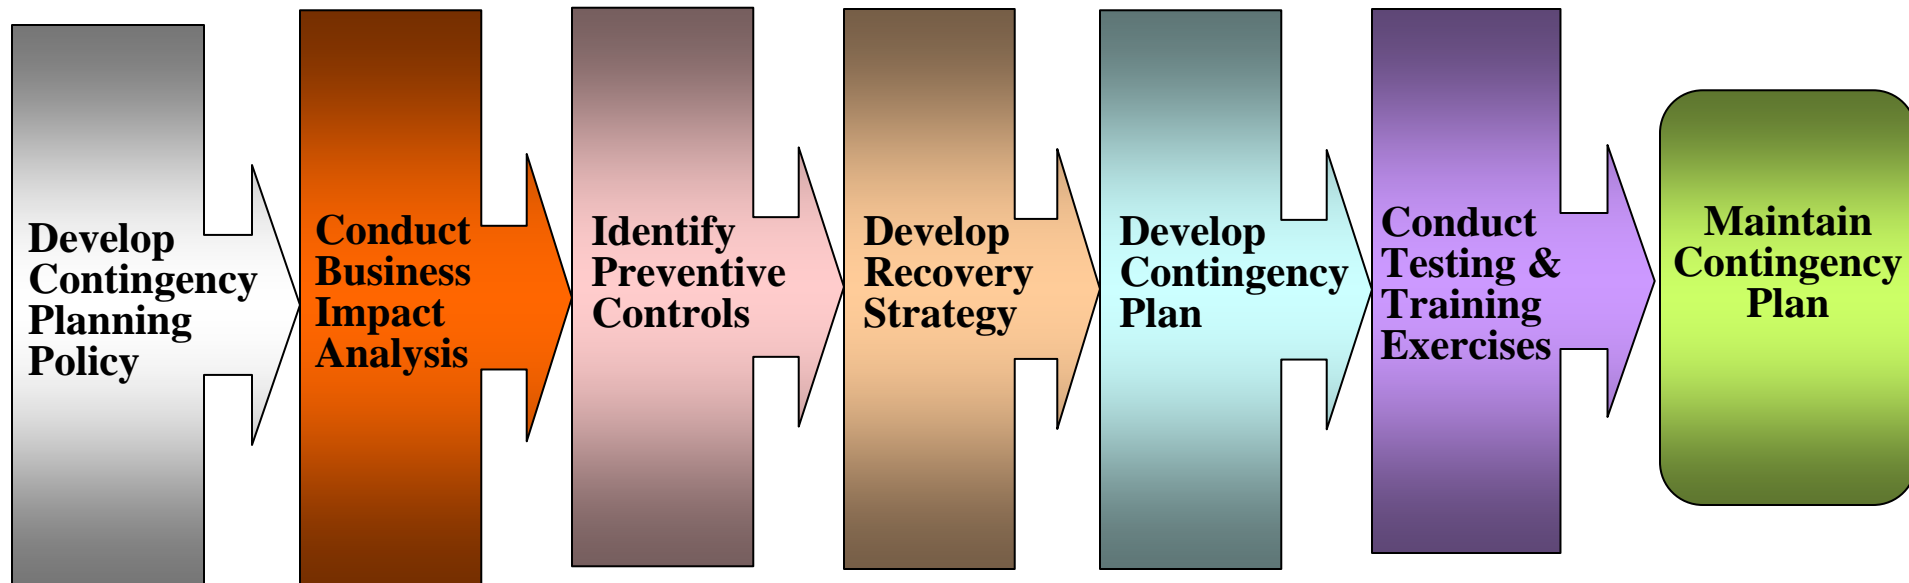 Develop
Contingency
Planning
Policy
Conduct
Business
Impact
Analysis
Identify
Preventive
Controls
Develop
Recovery
Strategy
Develop
Contingency
Plan
Conduct
Testing &
Training
Exercises
Maintain
Contingency
Plan